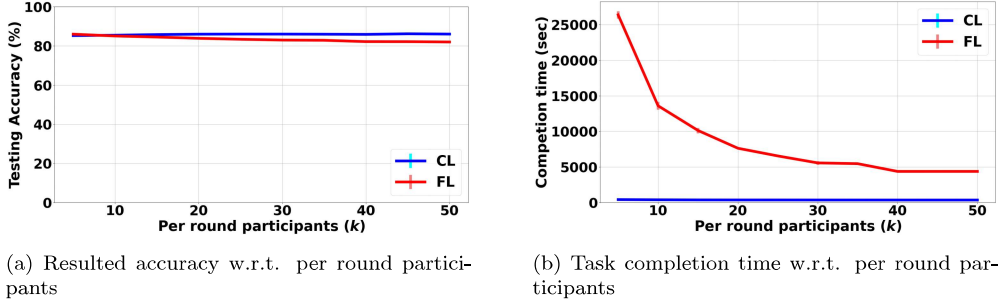 100
80
60
40
20
0
Testing Accuracy (%)
CL
FL
10 20 30 40 50
Per round participants (k)
25000
20000
15000
10000
5000
0
Competion time (sec)
CL
FL
10 20 30 40 50
Per round participants (k)
(a) Resulted accuracy w.r.t. per round partici-
pants
(b) Task completion time w.r.t. per round par-
ticipants